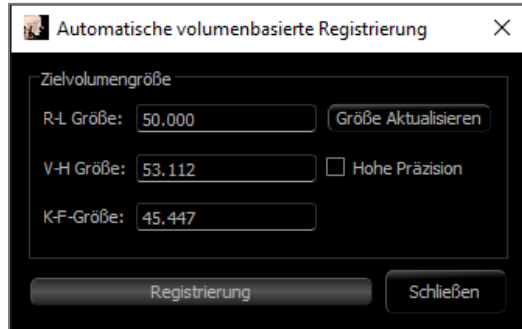 Automatische volumenbasierte Registrierung
Zielvolumengröße
R-L Größe: 50.000 Größe Aktualisieren
V-H Größe: 53.112 Hohe Präzision
K-F-Größe: 45.447
Registrierung Schließen